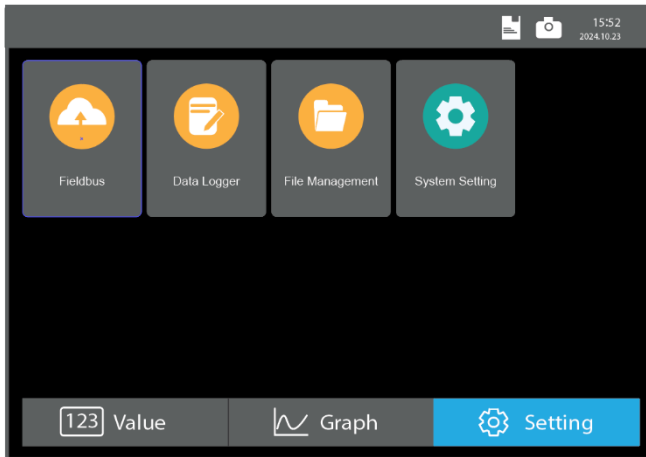 15:52
2024.10.23
Fieldbus
Data Logger
File Management
System Setting
123 Value
Graph
Setting